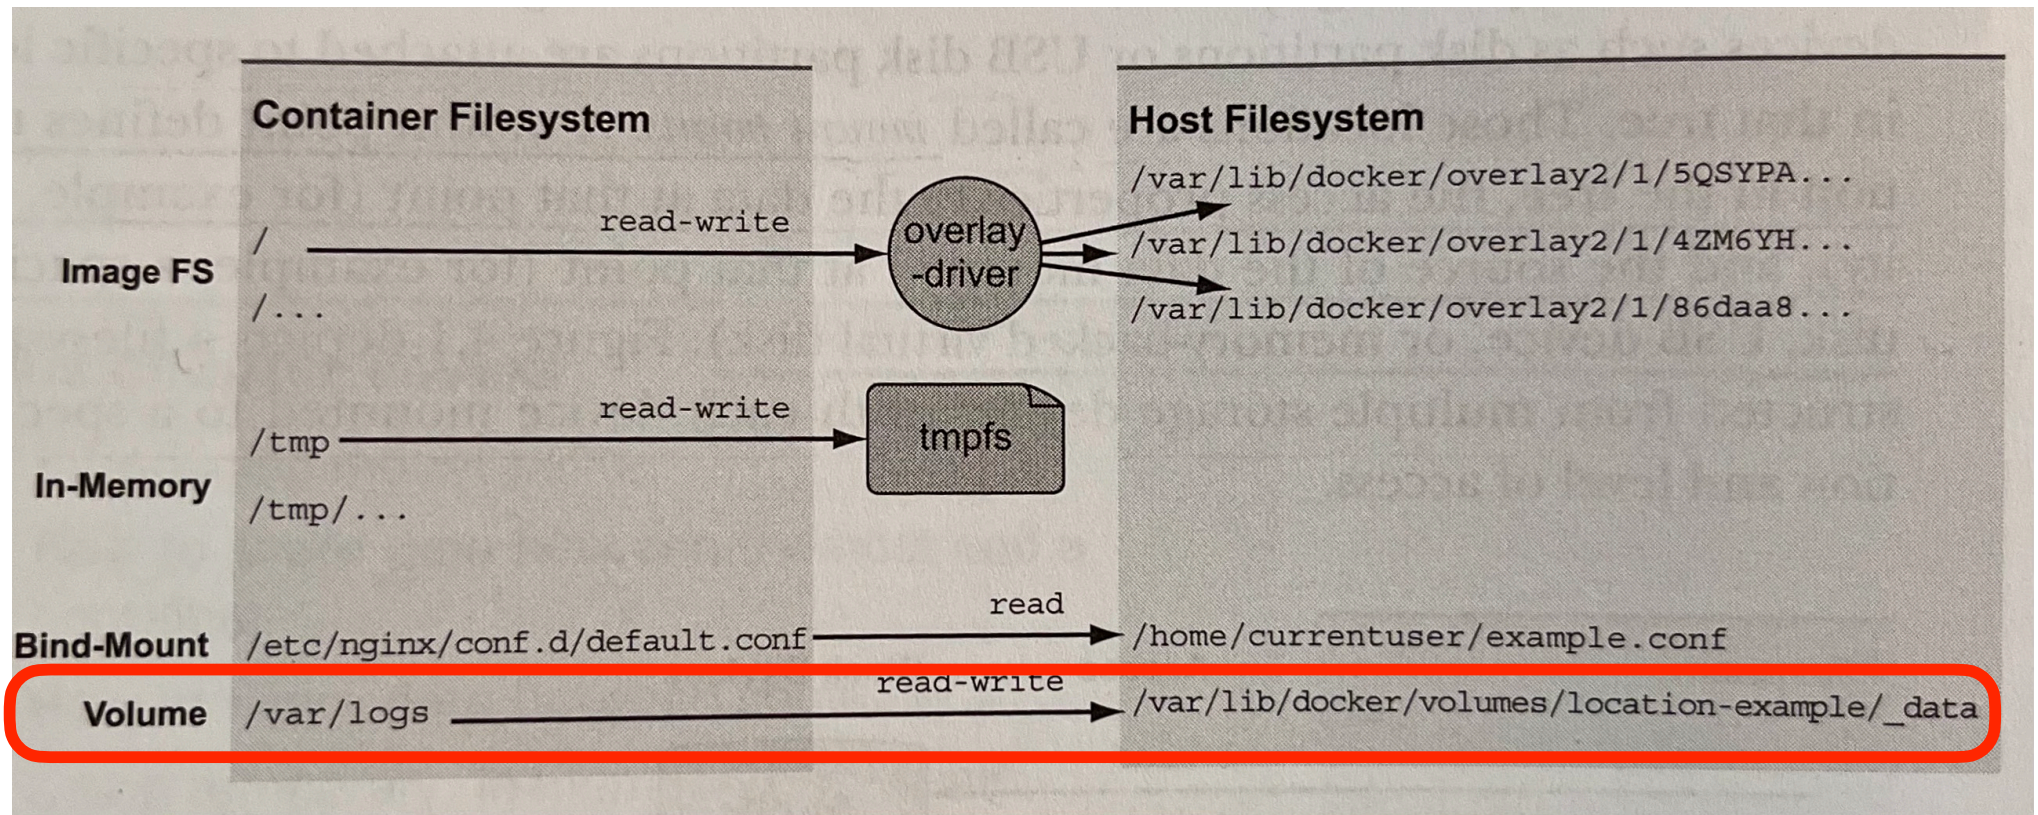 Container Filesystem
Host Filesystem
/var/lib/docker/overlay2/1/5QSYPA...
read-write
/
overlay
-driver
/var/lib/docker/overlay2/1/4ZM6YH...
Image FS
/...
/var/lib/docker/overlay2/1/86daa8...
read-write
/tmp
tmpfs
In-Memory
/tmp/...
read
Bind-Mount
/etc/nginx/conf.d/default.conf
/home/currentuser/example.conf
read-write
Volume
/var/logs
/var/lib/docker/volumes/location-example/_data